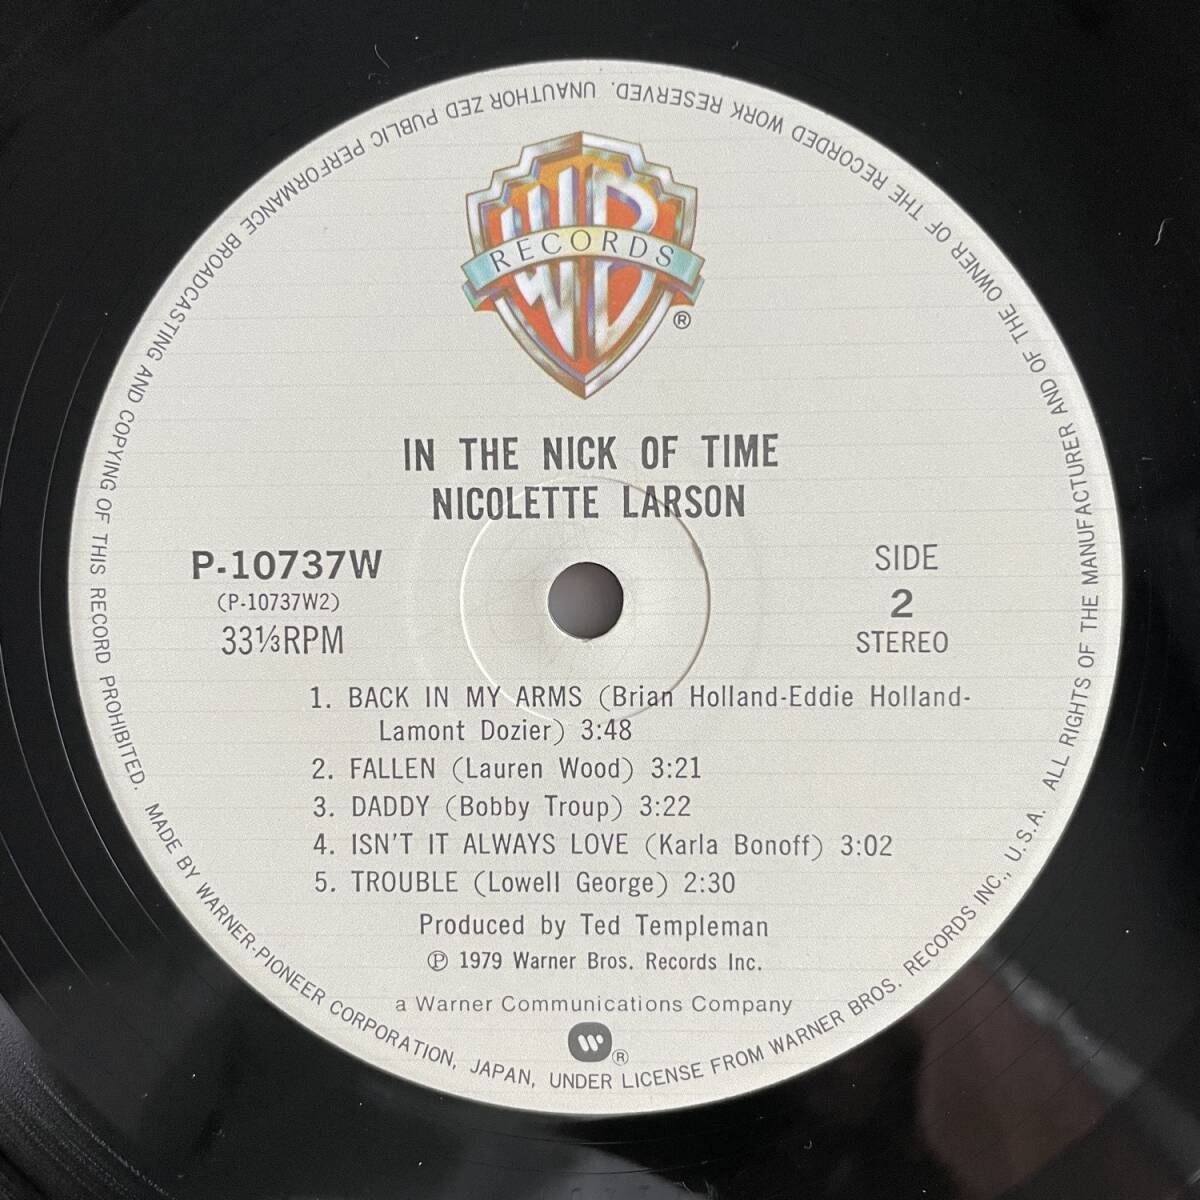 WB
RECORDS
®
IN THE NICK OF TIME
NICOLETTE LARSON
P-10737W
(P-10737W2)
33⅓RPM
SIDE
2
STEREO
1. BACK IN MY ARMS (Brian Holland-Eddie Holland-
Lamont Dozier) 3:48
2. FALLEN (Lauren Wood) 3:21
3. DADDY (Bobby Troup) 3:22
4. ISN'T IT ALWAYS LOVE (Karla Bonoff) 3:02
5. TROUBLE (Lowell George) 2:30
Produced by Ted Templeman
℗ 1979 Warner Bros. Records Inc.
a Warner Communications Company
W ®
MADE BY WARNER-PIONEER CORPORATION, JAPAN, UNDER LICENSE FROM WARNER BROS. RECORDS INC., U.S.A. ALL RIGHTS OF THE MANUFACTURER AND OF THE OWNER OF THE RECORDED WORK RESERVED. UNAUTHOR ZED PUBLIC PERFORMANCE BROADCASTING AND COPYING OF THIS RECORD PROHIBITED.